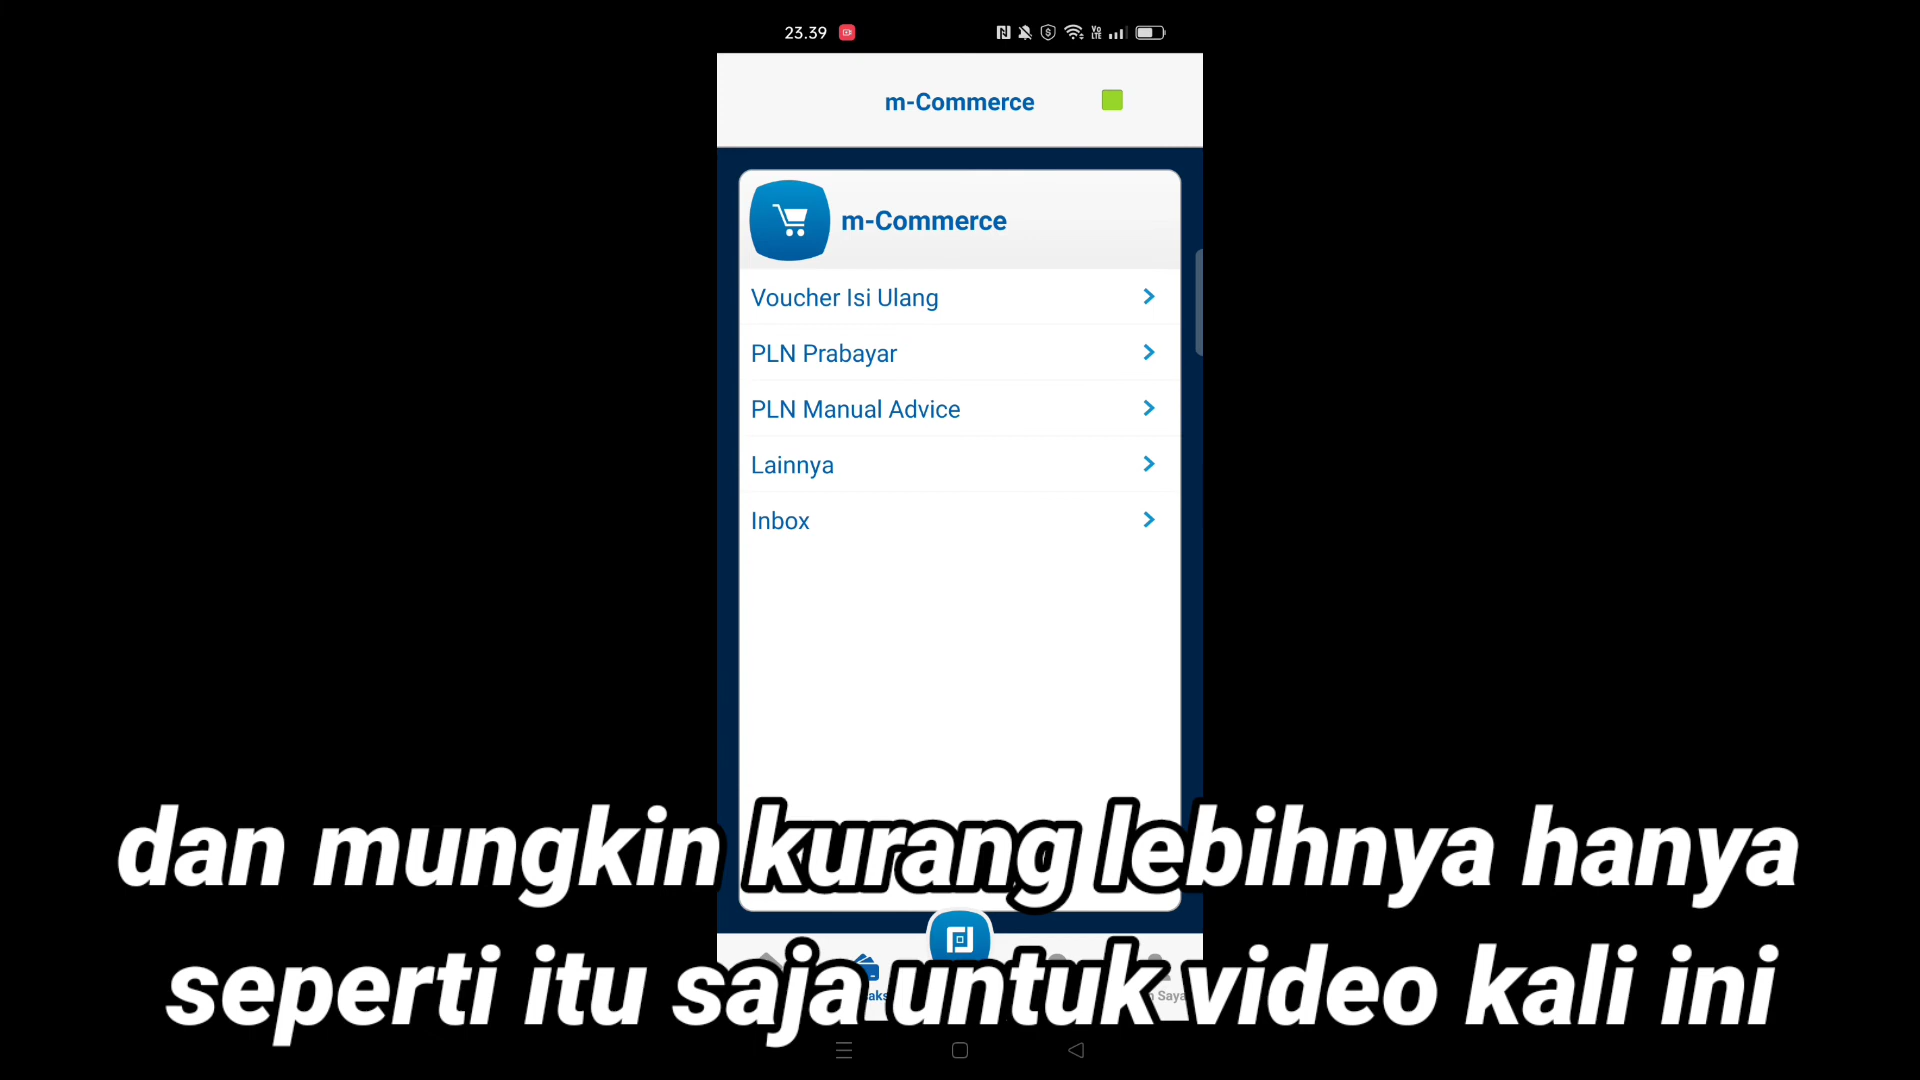 23.39
m-Commerce
m-Commerce
Voucher Isi Ulang
PLN Prabayar
PLN Manual Advice
Lainnya
Inbox
dan mungkin kurang lebihnya hanya
seperti itu saja untuk video kali ini
Saya